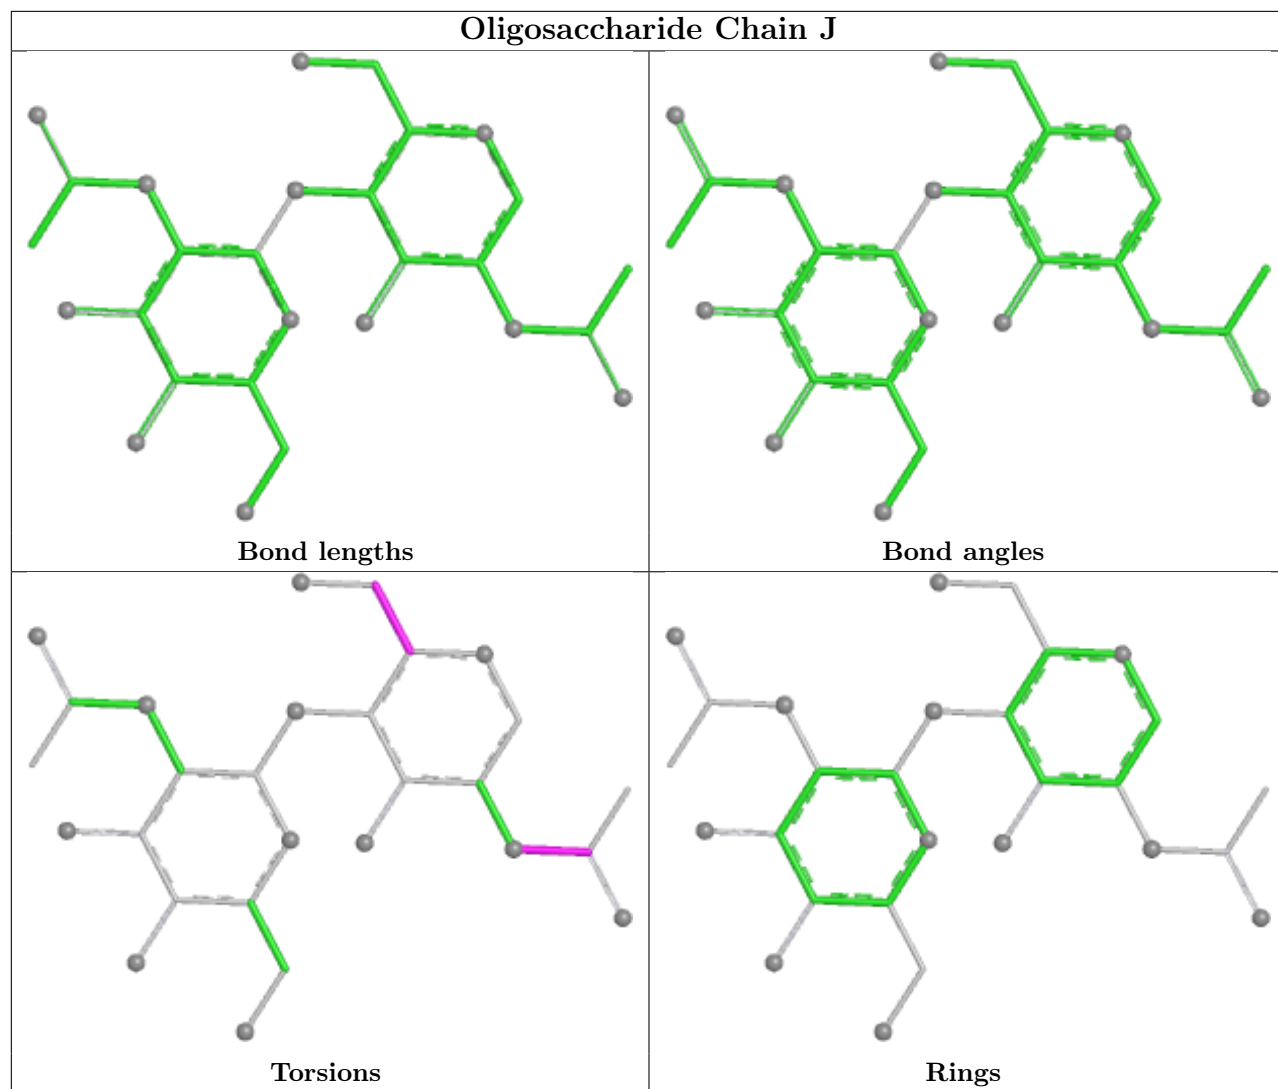 Oligosaccharide Chain J
Bond lengths
Bond angles
Torsions
Rings